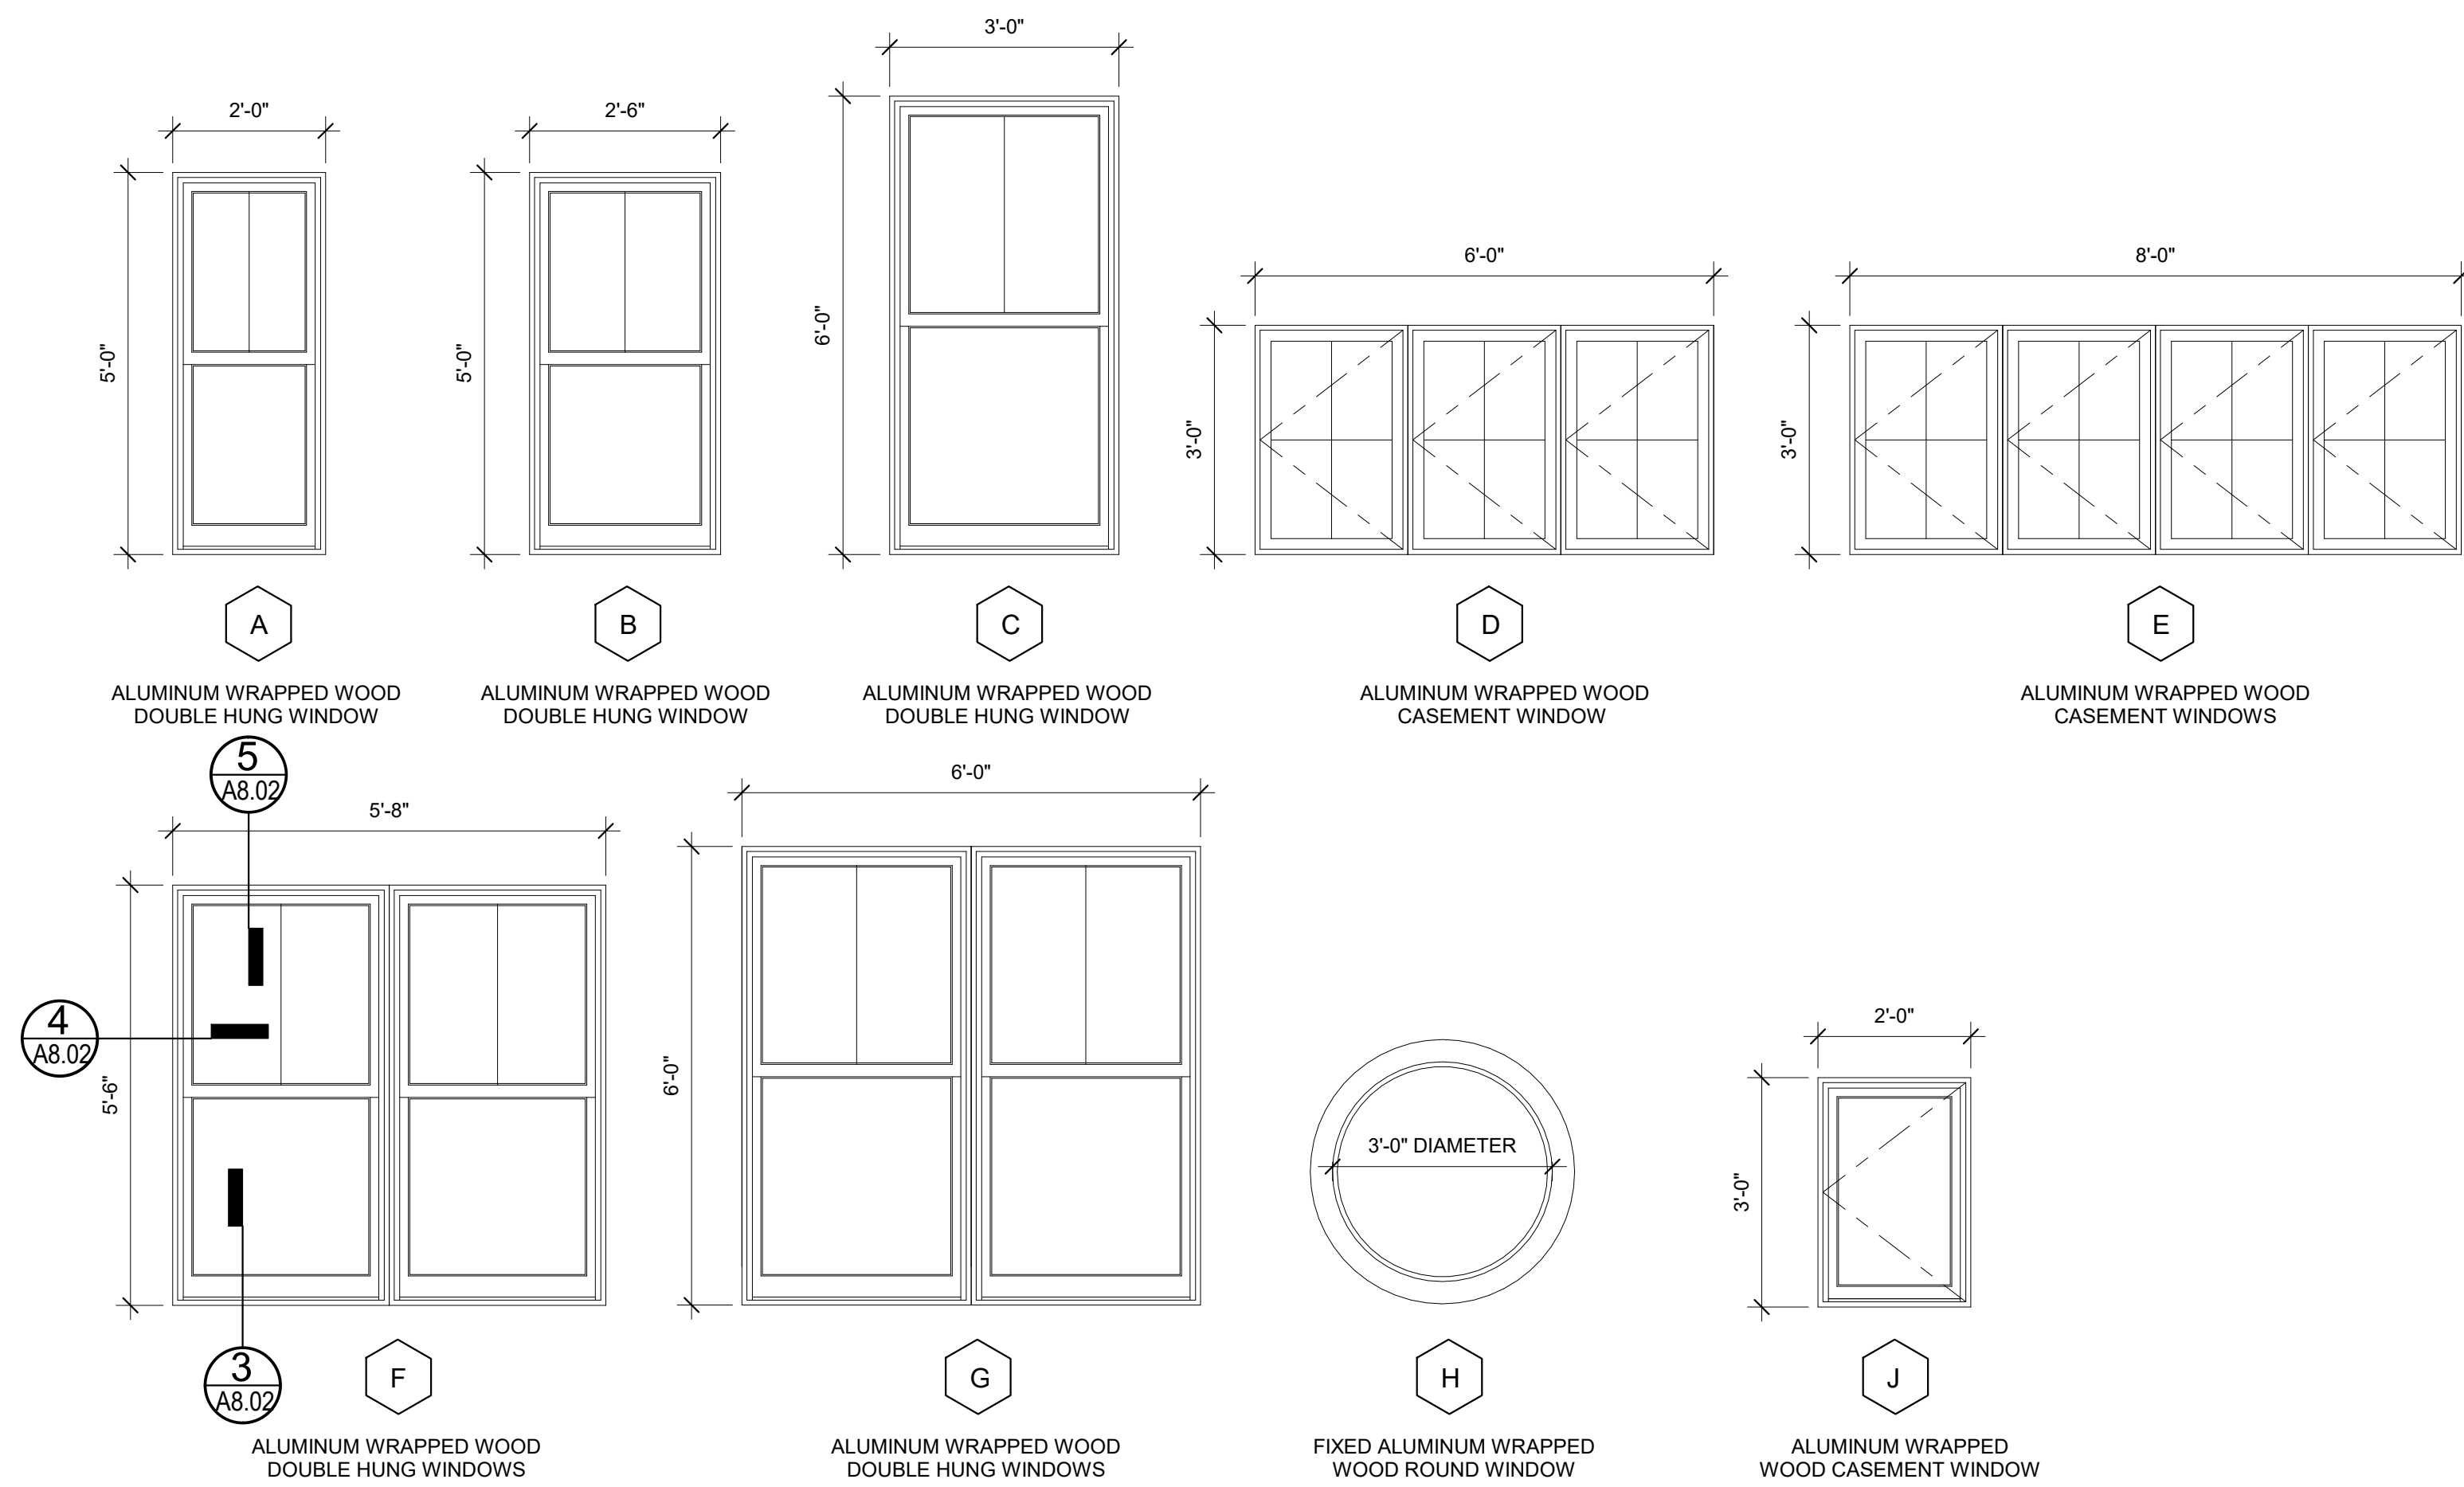 3'-0"
2'-0"
2'-6"
6'-0"
8'-0"
5'-0"
5'-0"
6'-0"
3'-0"
3'-0"
A
B
C
D
E
ALUMINUM WRAPPED WOOD
DOUBLE HUNG WINDOW
ALUMINUM WRAPPED WOOD
DOUBLE HUNG WINDOW
ALUMINUM WRAPPED WOOD
DOUBLE HUNG WINDOW
ALUMINUM WRAPPED WOOD
CASEMENT WINDOW
ALUMINUM WRAPPED WOOD
CASEMENT WINDOWS
5
A8.02
5'-8"
6'-0"
4
A8.02
5'-6"
6'-0"
3'-0" DIAMETER
2'-0"
3'-0"
3
A8.02
F
G
H
J
ALUMINUM WRAPPED WOOD
DOUBLE HUNG WINDOWS
ALUMINUM WRAPPED WOOD
DOUBLE HUNG WINDOWS
FIXED ALUMINUM WRAPPED
WOOD ROUND WINDOW
ALUMINUM WRAPPED
WOOD CASEMENT WINDOW